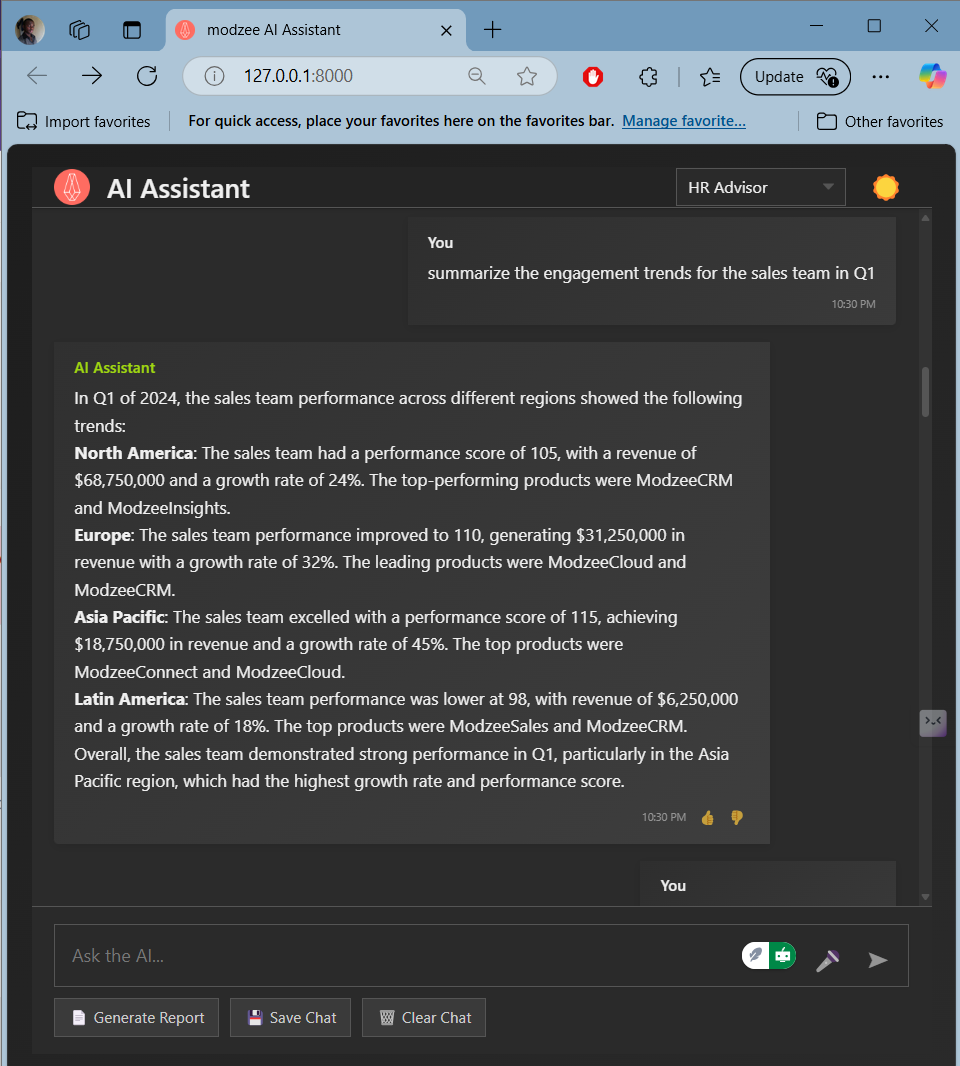 modzee AI Assistant
127.0.0.1:8000
Update
Import favorites
For quick access, place your favorites here on the favorites bar. Manage favorite...
Other favorites
AI Assistant
HR Advisor
You
summarize the engagement trends for the sales team in Q1
10:30 PM
AI Assistant
In Q1 of 2024, the sales team performance across different regions showed the following
trends:
North America: The sales team had a performance score of 105, with a revenue of
$68,750,000 and a growth rate of 24%. The top-performing products were ModzeeCRM
and ModzeeInsights.
Europe: The sales team performance improved to 110, generating $31,250,000 in
revenue with a growth rate of 32%. The leading products were ModzeeCloud and
ModzeeCRM.
Asia Pacific: The sales team excelled with a performance score of 115, achieving
$18,750,000 in revenue and a growth rate of 45%. The top products were
ModzeeConnect and ModzeeCloud.
Latin America: The sales team performance was lower at 98, with revenue of $6,250,000
and a growth rate of 18%. The top products were ModzeeSales and ModzeeCRM.
Overall, the sales team demonstrated strong performance in Q1, particularly in the Asia
Pacific region, which had the highest growth rate and performance score.
10:30 PM
You
Ask the AI...
Generate Report
Save Chat
Clear Chat